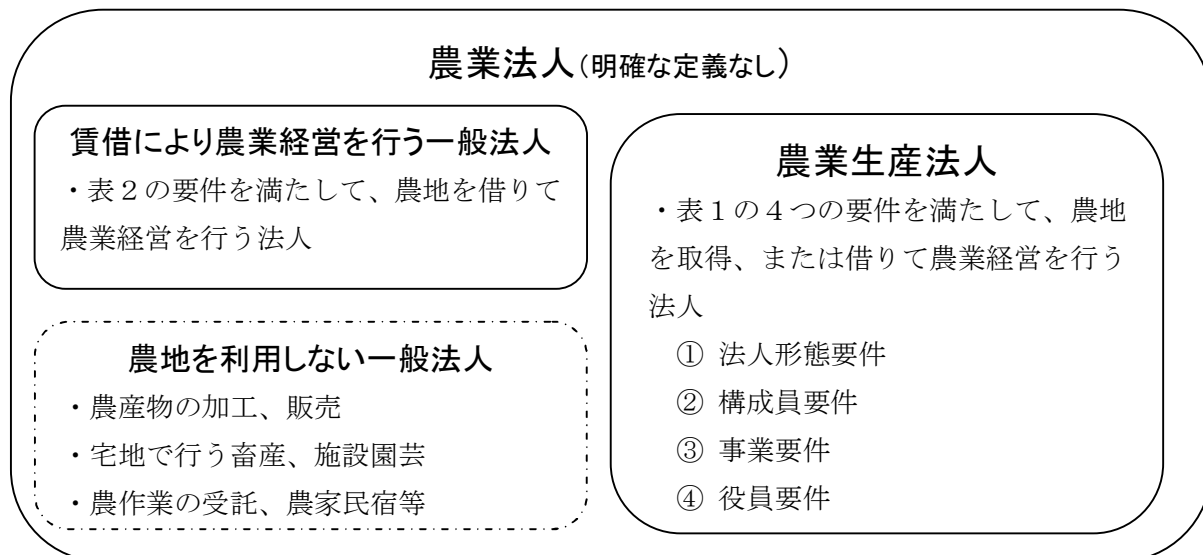 農業法人（明確な定義なし）
賃借により農業経営を行う一般法人
・表２の要件を満たして、農地を借りて
農業経営を行う法人
農地を利用しない一般法人
・農産物の加工、販売
・宅地で行う畜産、施設園芸
・農作業の受託、農家民宿等
農業生産法人
・表１の４つの要件を満たして、農地
を取得、または借りて農業経営を行う
法人
① 法人形態要件
② 構成員要件
③ 事業要件
④ 役員要件